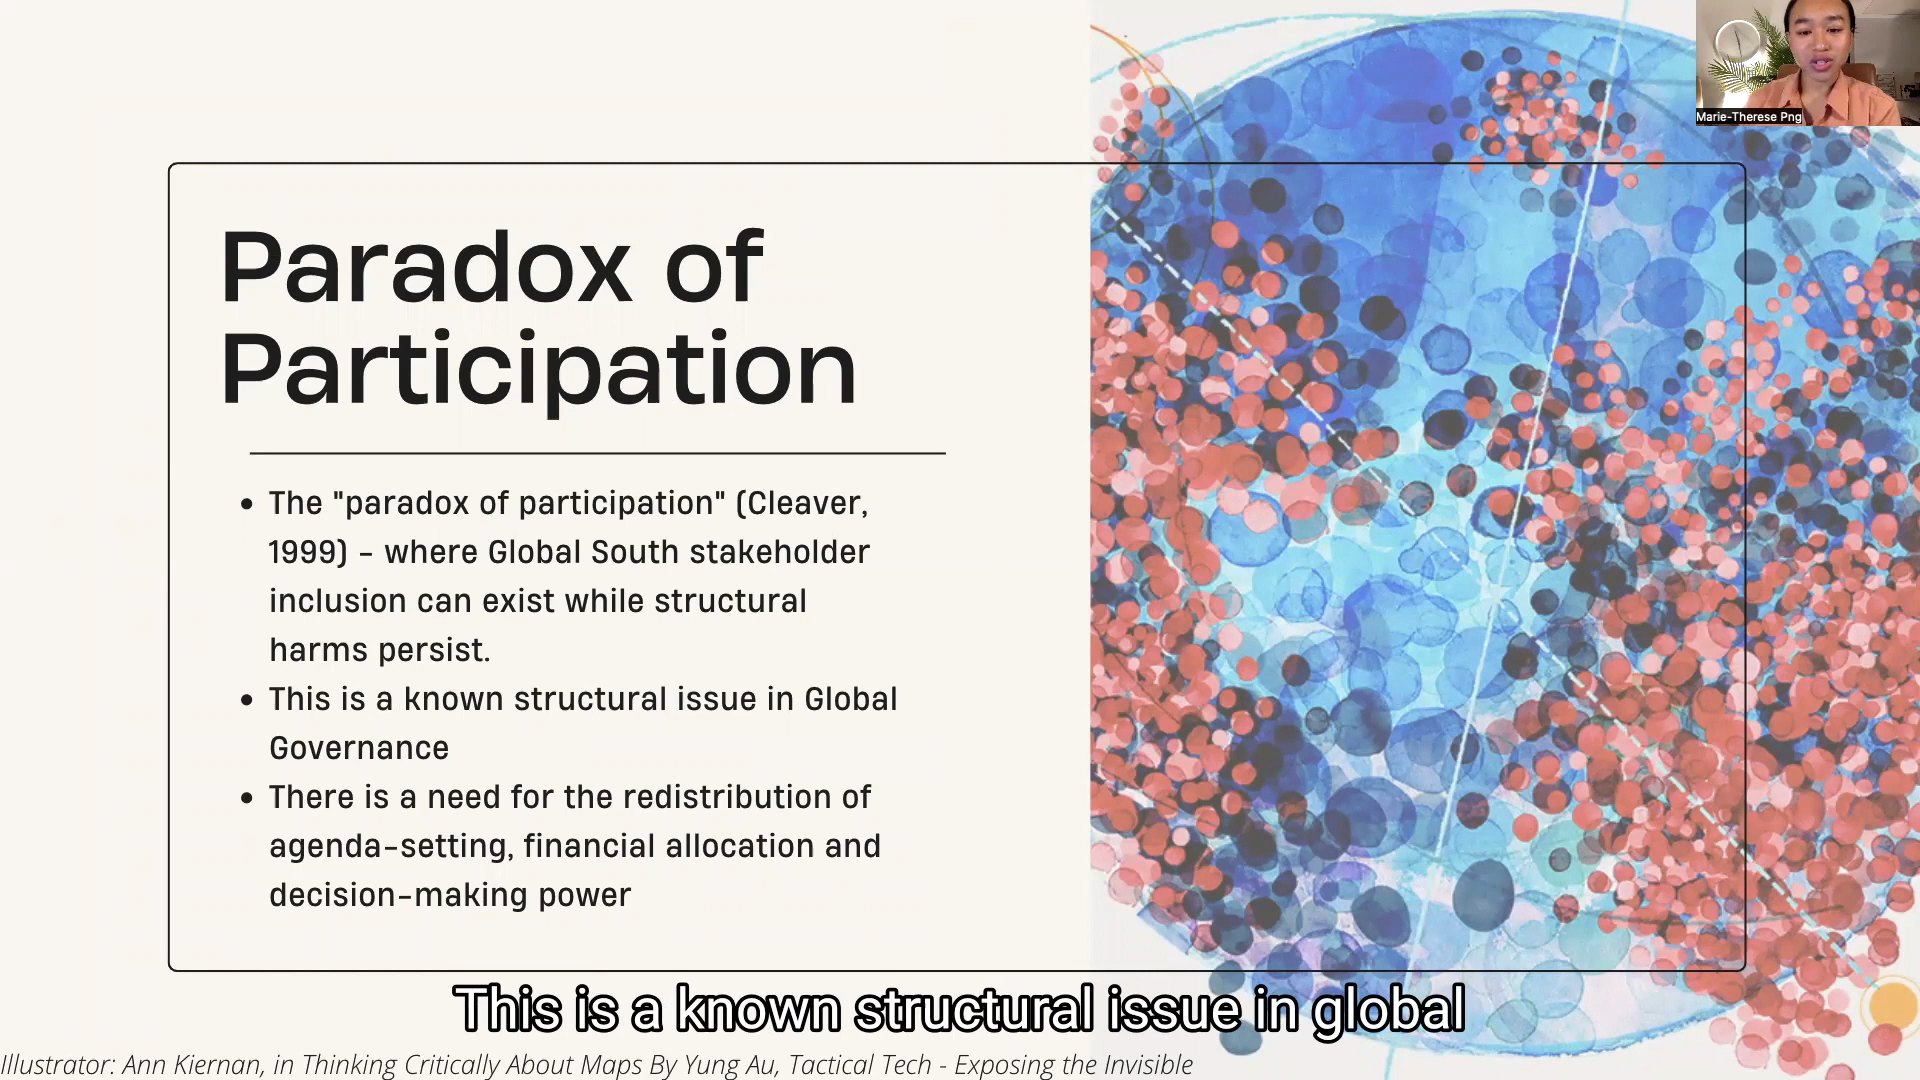 Marie-Therese Png
Paradox of
Participation
• The "paradox of participation" (Cleaver,
1999) - where Global South stakeholder
inclusion can exist while structural
harms persist.
• This is a known structural issue in Global
Governance
• There is a need for the redistribution of
agenda-setting, financial allocation and
decision-making power
This is a known structural issue in global
Illustrator: Ann Kiernan, in Thinking Critically About Maps By Yung Au, Tactical Tech - Exposing the Invisible